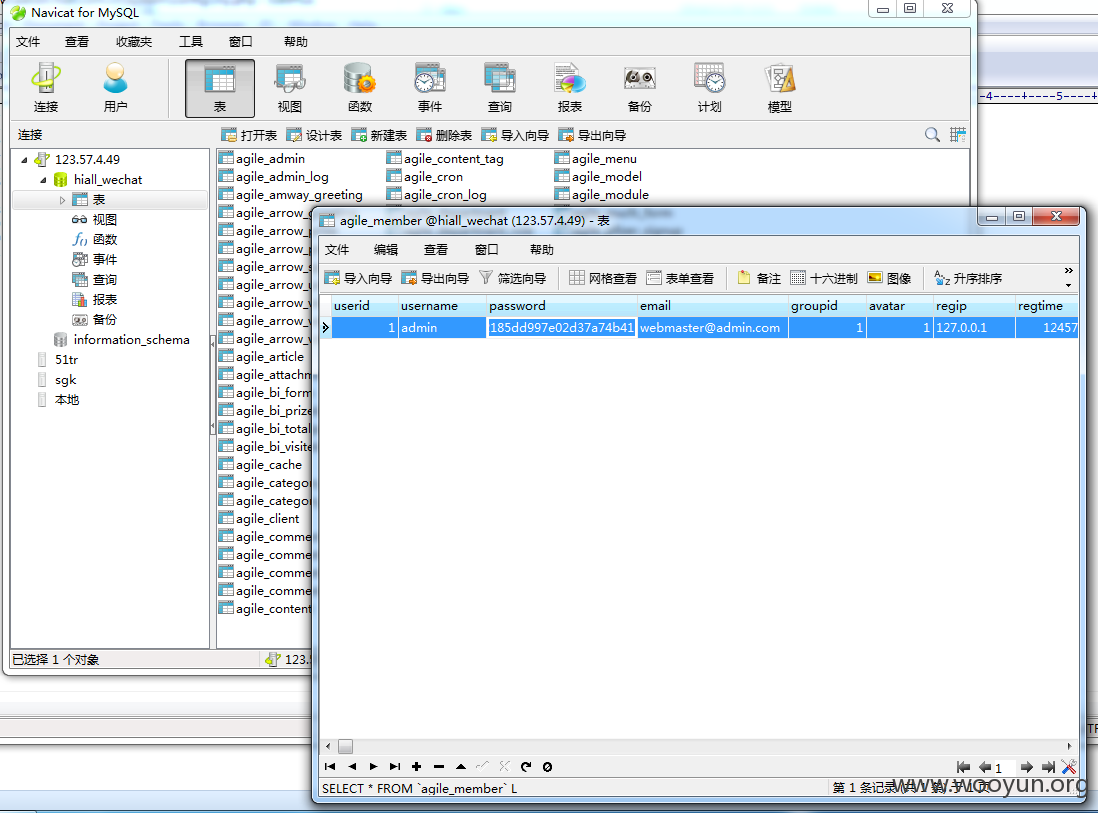 Navicat for MySQL
文件 查看 收藏夹 工具 窗口 帮助
连接 用户 表 视图 函数 事件 查询 报表 备份 计划 模型
连接 打开表 设计表 新建表 删除表 导入向导 导出向导
123.57.4.49
hiall_wechat
表
视图
函数
事件
查询
报表
备份
information_schema
51tr
sgk
本地
agile_admin agile_content_tag agile_menu
agile_admin_log agile_cron agile_model
agile_amway_greeting agile_cron_log agile_module
agile_arrow_
agile_arrow_
agile_arrow_
agile_arrow_s
agile_arrow_
agile_arrow_
agile_arrow_
agile_arrow_
agile_article
agile_attachm
agile_bi_form
agile_bi_prize
agile_bi_total
agile_bi_visite
agile_cache
agile_catego
agile_catego
agile_client
agile_comme
agile_comme
agile_comme
agile_comme
agile_content
已选择 1 个对象 123.
agile_member @hiall_wechat (123.57.4.49) - 表
文件 编辑 查看 窗口 帮助
导入向导 导出向导 筛选向导 网格查看 表单查看 备注 十六进制 图像 升序排序
userid username password email groupid avatar regip regtime
1 admin 185dd997e02d37a74b41 webmaster@admin.com 1 1 127.0.0.1 12457
1
SELECT * FROM `agile_member` L 第 1 条记录 (共 1 条) 于 1 页
www.wooyun.org
-4----+----5----+